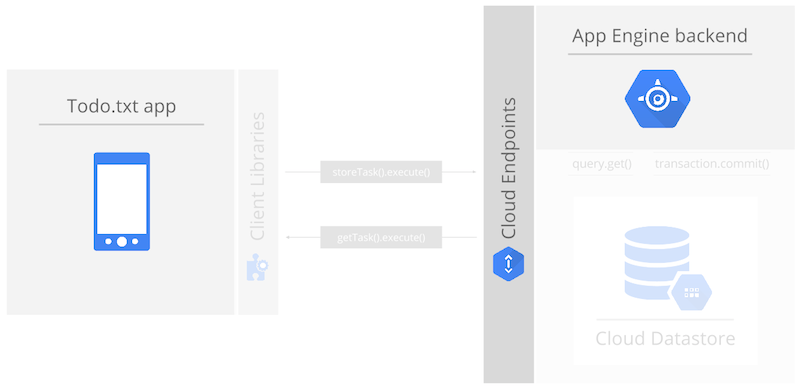 Todo.txt app
Client Libraries
storeTask().execute()
getTask().execute()
Cloud Endpoints
App Engine backend
query.get() transaction.commit()
Cloud Datastore